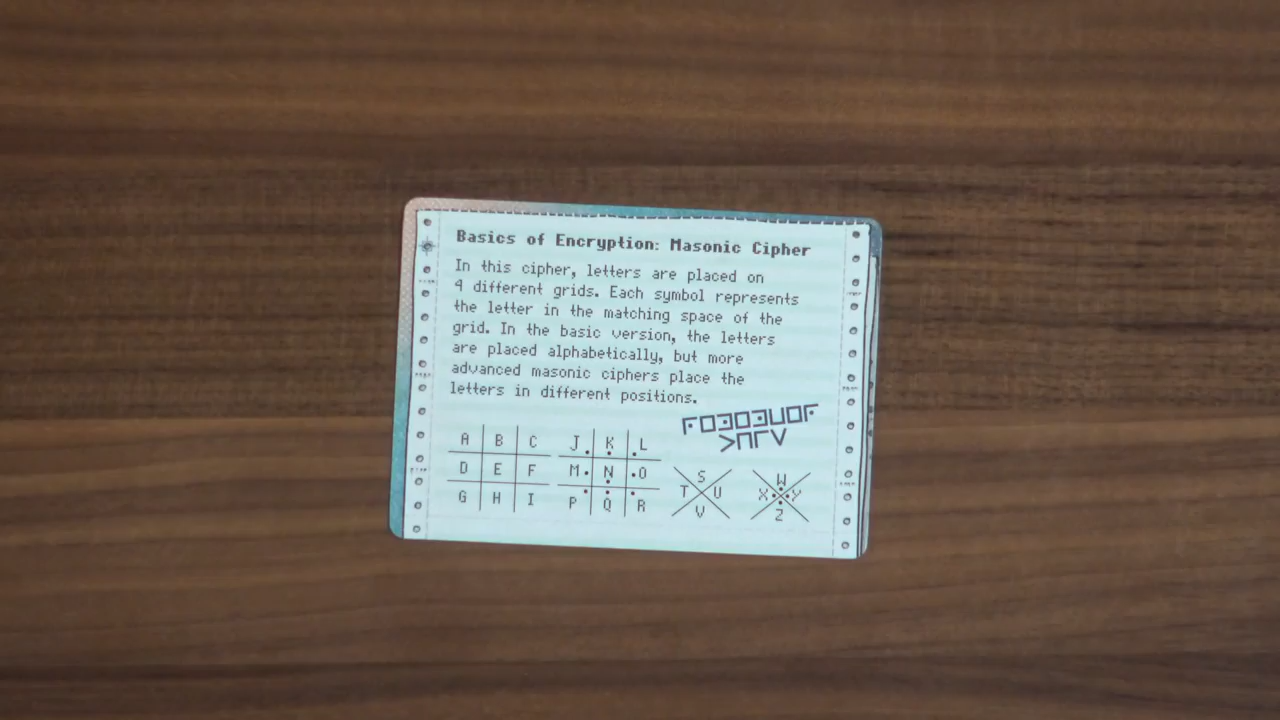 Basics of Encryption: Masonic Cipher
In this cipher, letters are placed on
4 different grids. Each symbol represents
the letter in the matching space of the
grid. In the basic version, the letters
are placed alphabetically, but more
advanced masonic ciphers place the
letters in different positions.
A B C
D E F
G H I
J K L
M N O
P Q R
S
T U
V
W
X Y
Z